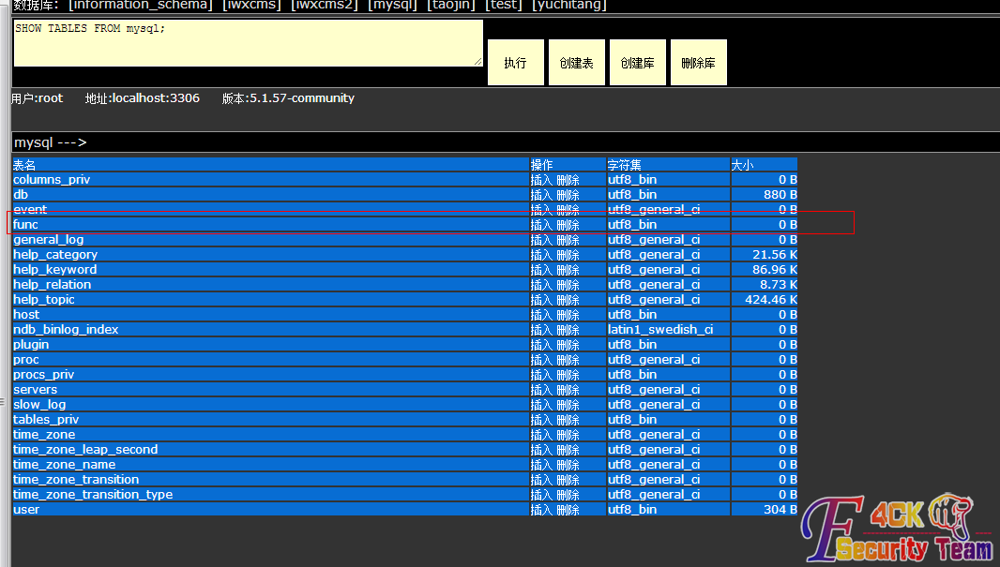 数据库: [information_schema] [iwxcms] [iwxcms2] [mysql] [taojin] [test] [yuchitang]
SHOW TABLES FROM mysql;
执行 创建表 创建库 删除库
用户:root 地址:localhost:3306 版本:5.1.57-community
mysql --->
表名 操作 字符集 大小
columns_priv 插入 删除 utf8_bin 0 B
db 插入 删除 utf8_bin 880 B
event 插入 删除 utf8_general_ci 0 B
func 插入 删除 utf8_bin 0 B
general_log 插入 删除 utf8_general_ci 0 B
help_category 插入 删除 utf8_general_ci 21.56 K
help_keyword 插入 删除 utf8_general_ci 86.96 K
help_relation 插入 删除 utf8_general_ci 8.73 K
help_topic 插入 删除 utf8_general_ci 424.46 K
host 插入 删除 utf8_bin 0 B
ndb_binlog_index 插入 删除 latin1_swedish_ci 0 B
plugin 插入 删除 utf8_bin 0 B
proc 插入 删除 utf8_general_ci 0 B
procs_priv 插入 删除 utf8_bin 0 B
servers 插入 删除 utf8_general_ci 0 B
slow_log 插入 删除 utf8_general_ci 0 B
tables_priv 插入 删除 utf8_bin 0 B
time_zone 插入 删除 utf8_general_ci 0 B
time_zone_leap_second 插入 删除 utf8_general_ci 0 B
time_zone_name 插入 删除 utf8_general_ci 0 B
time_zone_transition 插入 删除 utf8_general_ci 0 B
time_zone_transition_type 插入 删除 utf8_general_ci 0 B
user 插入 删除 utf8_bin 304 B
F4CK
Security Team